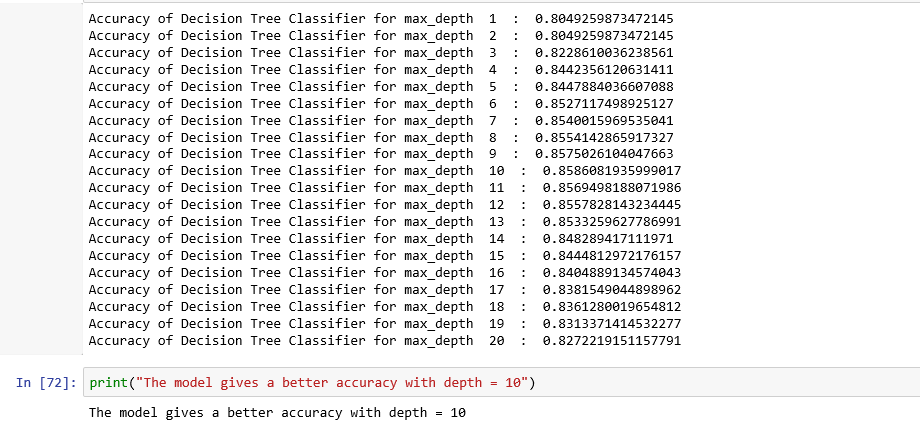 Accuracy of Decision Tree Classifier for max_depth  1  :  0.8049259873472145
Accuracy of Decision Tree Classifier for max_depth  2  :  0.8049259873472145
Accuracy of Decision Tree Classifier for max_depth  3  :  0.8228610036238561
Accuracy of Decision Tree Classifier for max_depth  4  :  0.8442356120631411
Accuracy of Decision Tree Classifier for max_depth  5  :  0.8447884036607088
Accuracy of Decision Tree Classifier for max_depth  6  :  0.8527117498925127
Accuracy of Decision Tree Classifier for max_depth  7  :  0.8540015969535041
Accuracy of Decision Tree Classifier for max_depth  8  :  0.8554142865917327
Accuracy of Decision Tree Classifier for max_depth  9  :  0.8575026104047663
Accuracy of Decision Tree Classifier for max_depth  10  :  0.8586081935999017
Accuracy of Decision Tree Classifier for max_depth  11  :  0.8569498188071986
Accuracy of Decision Tree Classifier for max_depth  12  :  0.8557828143234445
Accuracy of Decision Tree Classifier for max_depth  13  :  0.8533259627786991
Accuracy of Decision Tree Classifier for max_depth  14  :  0.848289417111971
Accuracy of Decision Tree Classifier for max_depth  15  :  0.8444812972176157
Accuracy of Decision Tree Classifier for max_depth  16  :  0.8404889134574043
Accuracy of Decision Tree Classifier for max_depth  17  :  0.8381549044898962
Accuracy of Decision Tree Classifier for max_depth  18  :  0.8361280019654812
Accuracy of Decision Tree Classifier for max_depth  19  :  0.8313371414532277
Accuracy of Decision Tree Classifier for max_depth  20  :  0.8272219151157791
In [72]: print("The model gives a better accuracy with depth = 10")
The model gives a better accuracy with depth = 10